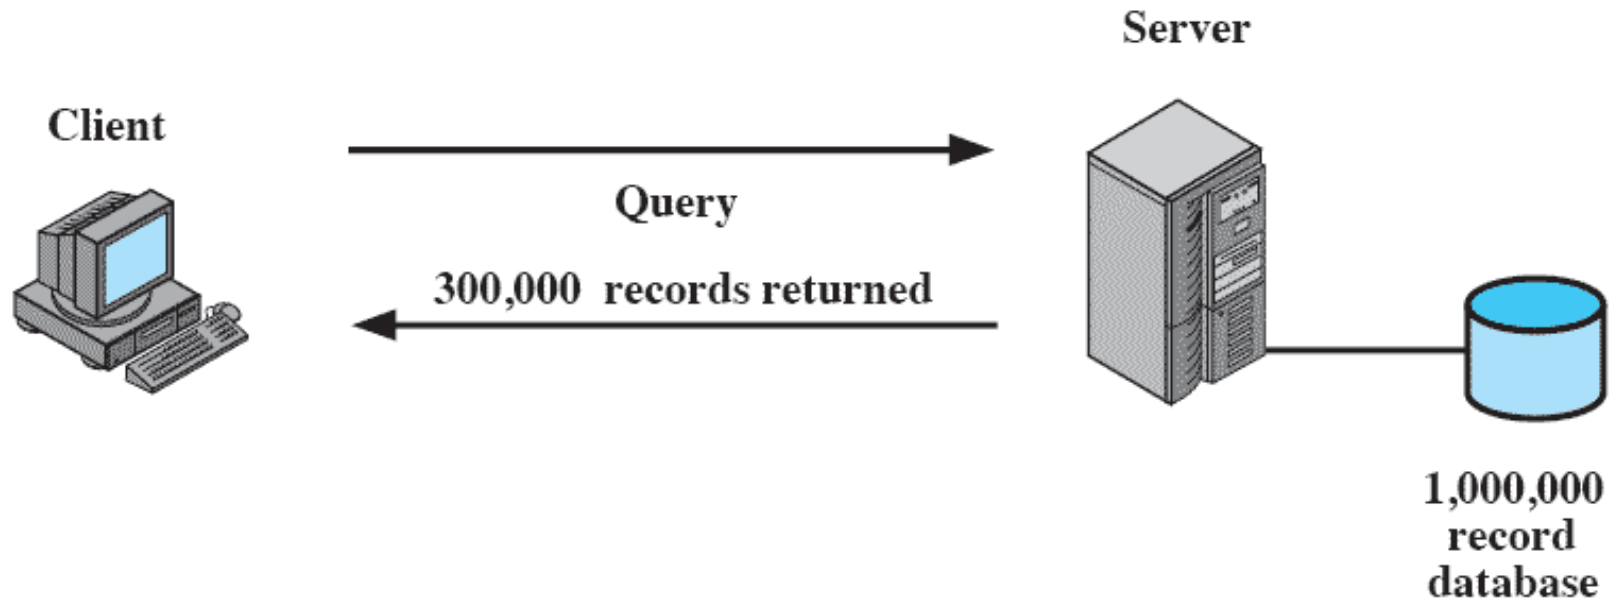 Server
Client
Query
300,000 records returned
1,000,000
record
database